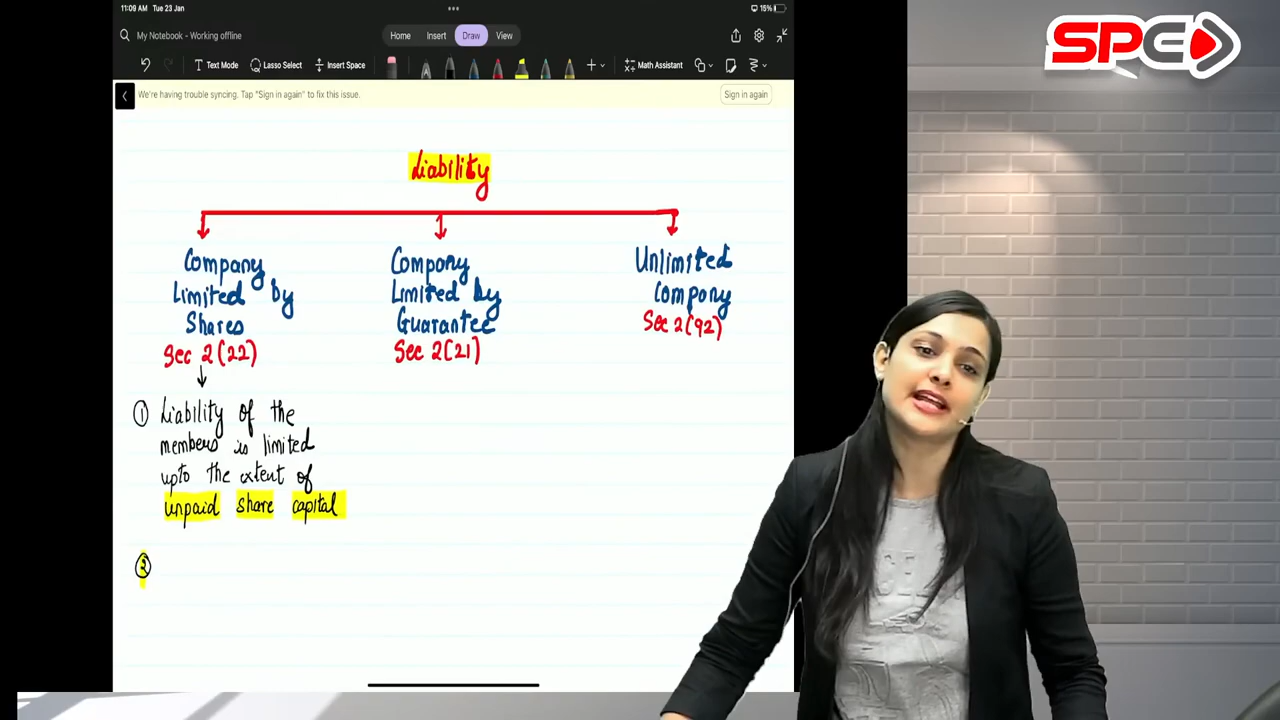 11:09 AM Tue 23 Jan
15%
My Notebook - Working offline
Home Insert Draw View
Text Mode Lasso Select Insert Space Math Assistant
We're having trouble syncing. Tap "Sign in again" to fix this issue.
Sign in again
SPC
Liability
Company
Limited by
Shares
Sec 2(22)
Company
Limited by
Guarantee
Sec 2(21)
Unlimited
Company
Sec 2(92)
① Liability of the
members is limited
upto the extent of
unpaid share capital
②